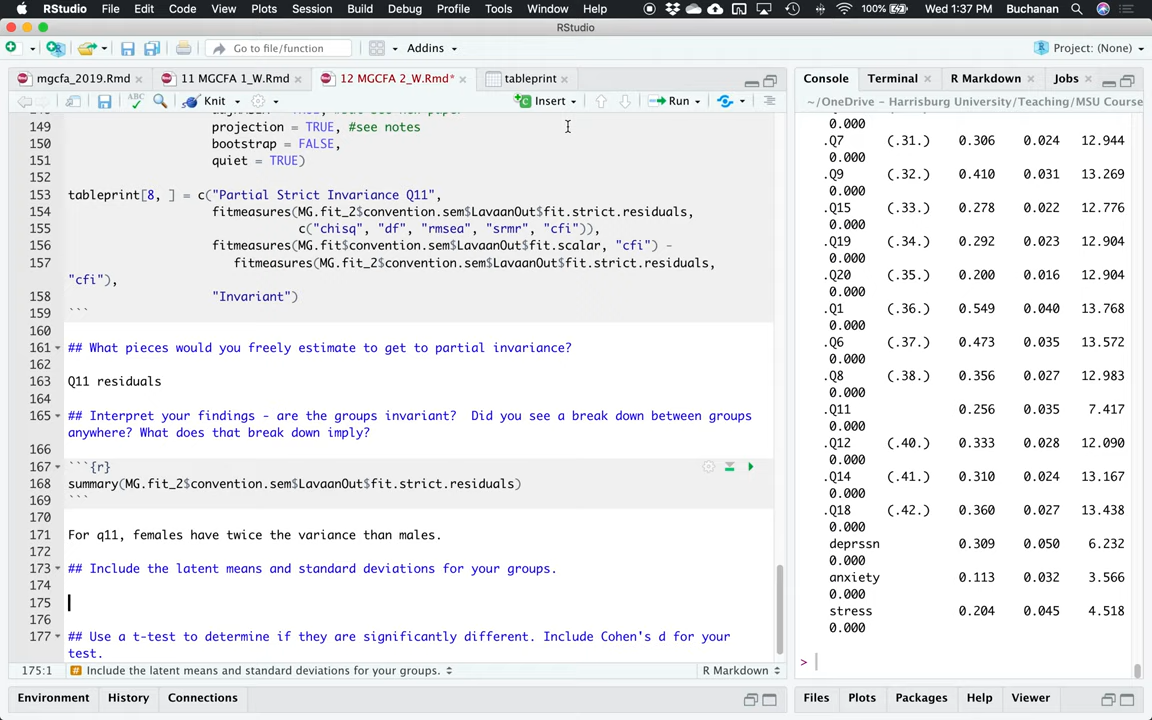 RStudio File Edit Code View Plots Session Build Debug Profile Tools Window Help 100% Wed 1:37 PM Buchanan
RStudio
Go to file/function Addins Project: (None)
mgcfa_2019.Rmd 11 MGCFA 1_W.Rmd 12 MGCFA 2_W.Rmd* tableprint
Console Terminal R Markdown Jobs
ABC Knit Insert Run
~/OneDrive – Harrisburg University/Teaching/MSU Course
149 projection = TRUE, #see notes
150 bootstrap = FALSE,
151 quiet = TRUE)
152
153 tableprint[8, ] = c("Partial Strict Invariance Q11",
154 fitmeasures(MG.fit_2$convention.sem$LavaanOut$fit.strict.residuals,
155 c("chisq", "df", "rmsea", "srmr", "cfi")),
156 fitmeasures(MG.fit$convention.sem$LavaanOut$fit.scalar, "cfi") -
157 fitmeasures(MG.fit_2$convention.sem$LavaanOut$fit.strict.residuals,
"cfi"),
158 "Invariant")
159 ```
160
161 ## What pieces would you freely estimate to get to partial invariance?
162
163 Q11 residuals
164
165 ## Interpret your findings - are the groups invariant?  Did you see a break down between groups
anywhere? What does that break down imply?
166
167 ```{r}
168 summary(MG.fit_2$convention.sem$LavaanOut$fit.strict.residuals)
169 ```
170
171 For q11, females have twice the variance than males.
172
173 ## Include the latent means and standard deviations for your groups.
174
175
176
177 ## Use a t-test to determine if they are significantly different. Include Cohen's d for your
test.
175:1 # Include the latent means and standard deviations for your groups. R Markdown
Environment History Connections
0.000
.Q7 (.31.) 0.306 0.024 12.944
0.000
.Q9 (.32.) 0.410 0.031 13.269
0.000
.Q15 (.33.) 0.278 0.022 12.776
0.000
.Q19 (.34.) 0.292 0.023 12.904
0.000
.Q20 (.35.) 0.200 0.016 12.904
0.000
.Q1 (.36.) 0.549 0.040 13.768
0.000
.Q6 (.37.) 0.473 0.035 13.572
0.000
.Q8 (.38.) 0.356 0.027 12.983
0.000
.Q11 0.256 0.035 7.417
0.000
.Q12 (.40.) 0.333 0.028 12.090
0.000
.Q14 (.41.) 0.310 0.024 13.167
0.000
.Q18 (.42.) 0.360 0.027 13.438
0.000
deprssn 0.309 0.050 6.232
0.000
anxiety 0.113 0.032 3.566
0.000
stress 0.204 0.045 4.518
0.000
>
Files Plots Packages Help Viewer